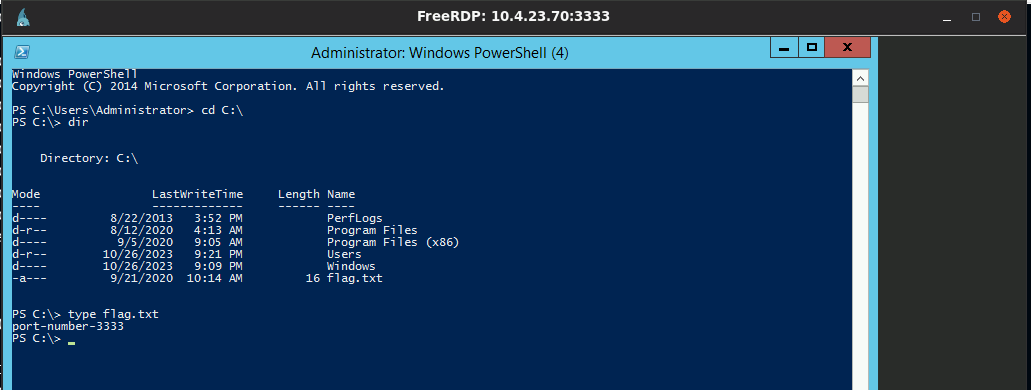 FreeRDP: 10.4.23.70:3333
Administrator: Windows PowerShell (4)
Windows PowerShell
Copyright (C) 2014 Microsoft Corporation. All rights reserved.
PS C:\Users\Administrator> cd C:\
PS C:\> dir
Directory: C:\
Mode                LastWriteTime     Length Name
----                -------------     ------ ----
d----         8/22/2013   3:52 PM            PerfLogs
d-r--         8/12/2020   4:13 AM            Program Files
d----          9/5/2020   9:05 AM            Program Files (x86)
d-r--        10/26/2023   9:21 PM            Users
d----        10/26/2023   9:09 PM            Windows
-a---         9/21/2020  10:14 AM         16 flag.txt
PS C:\> type flag.txt
port-number-3333
PS C:\>